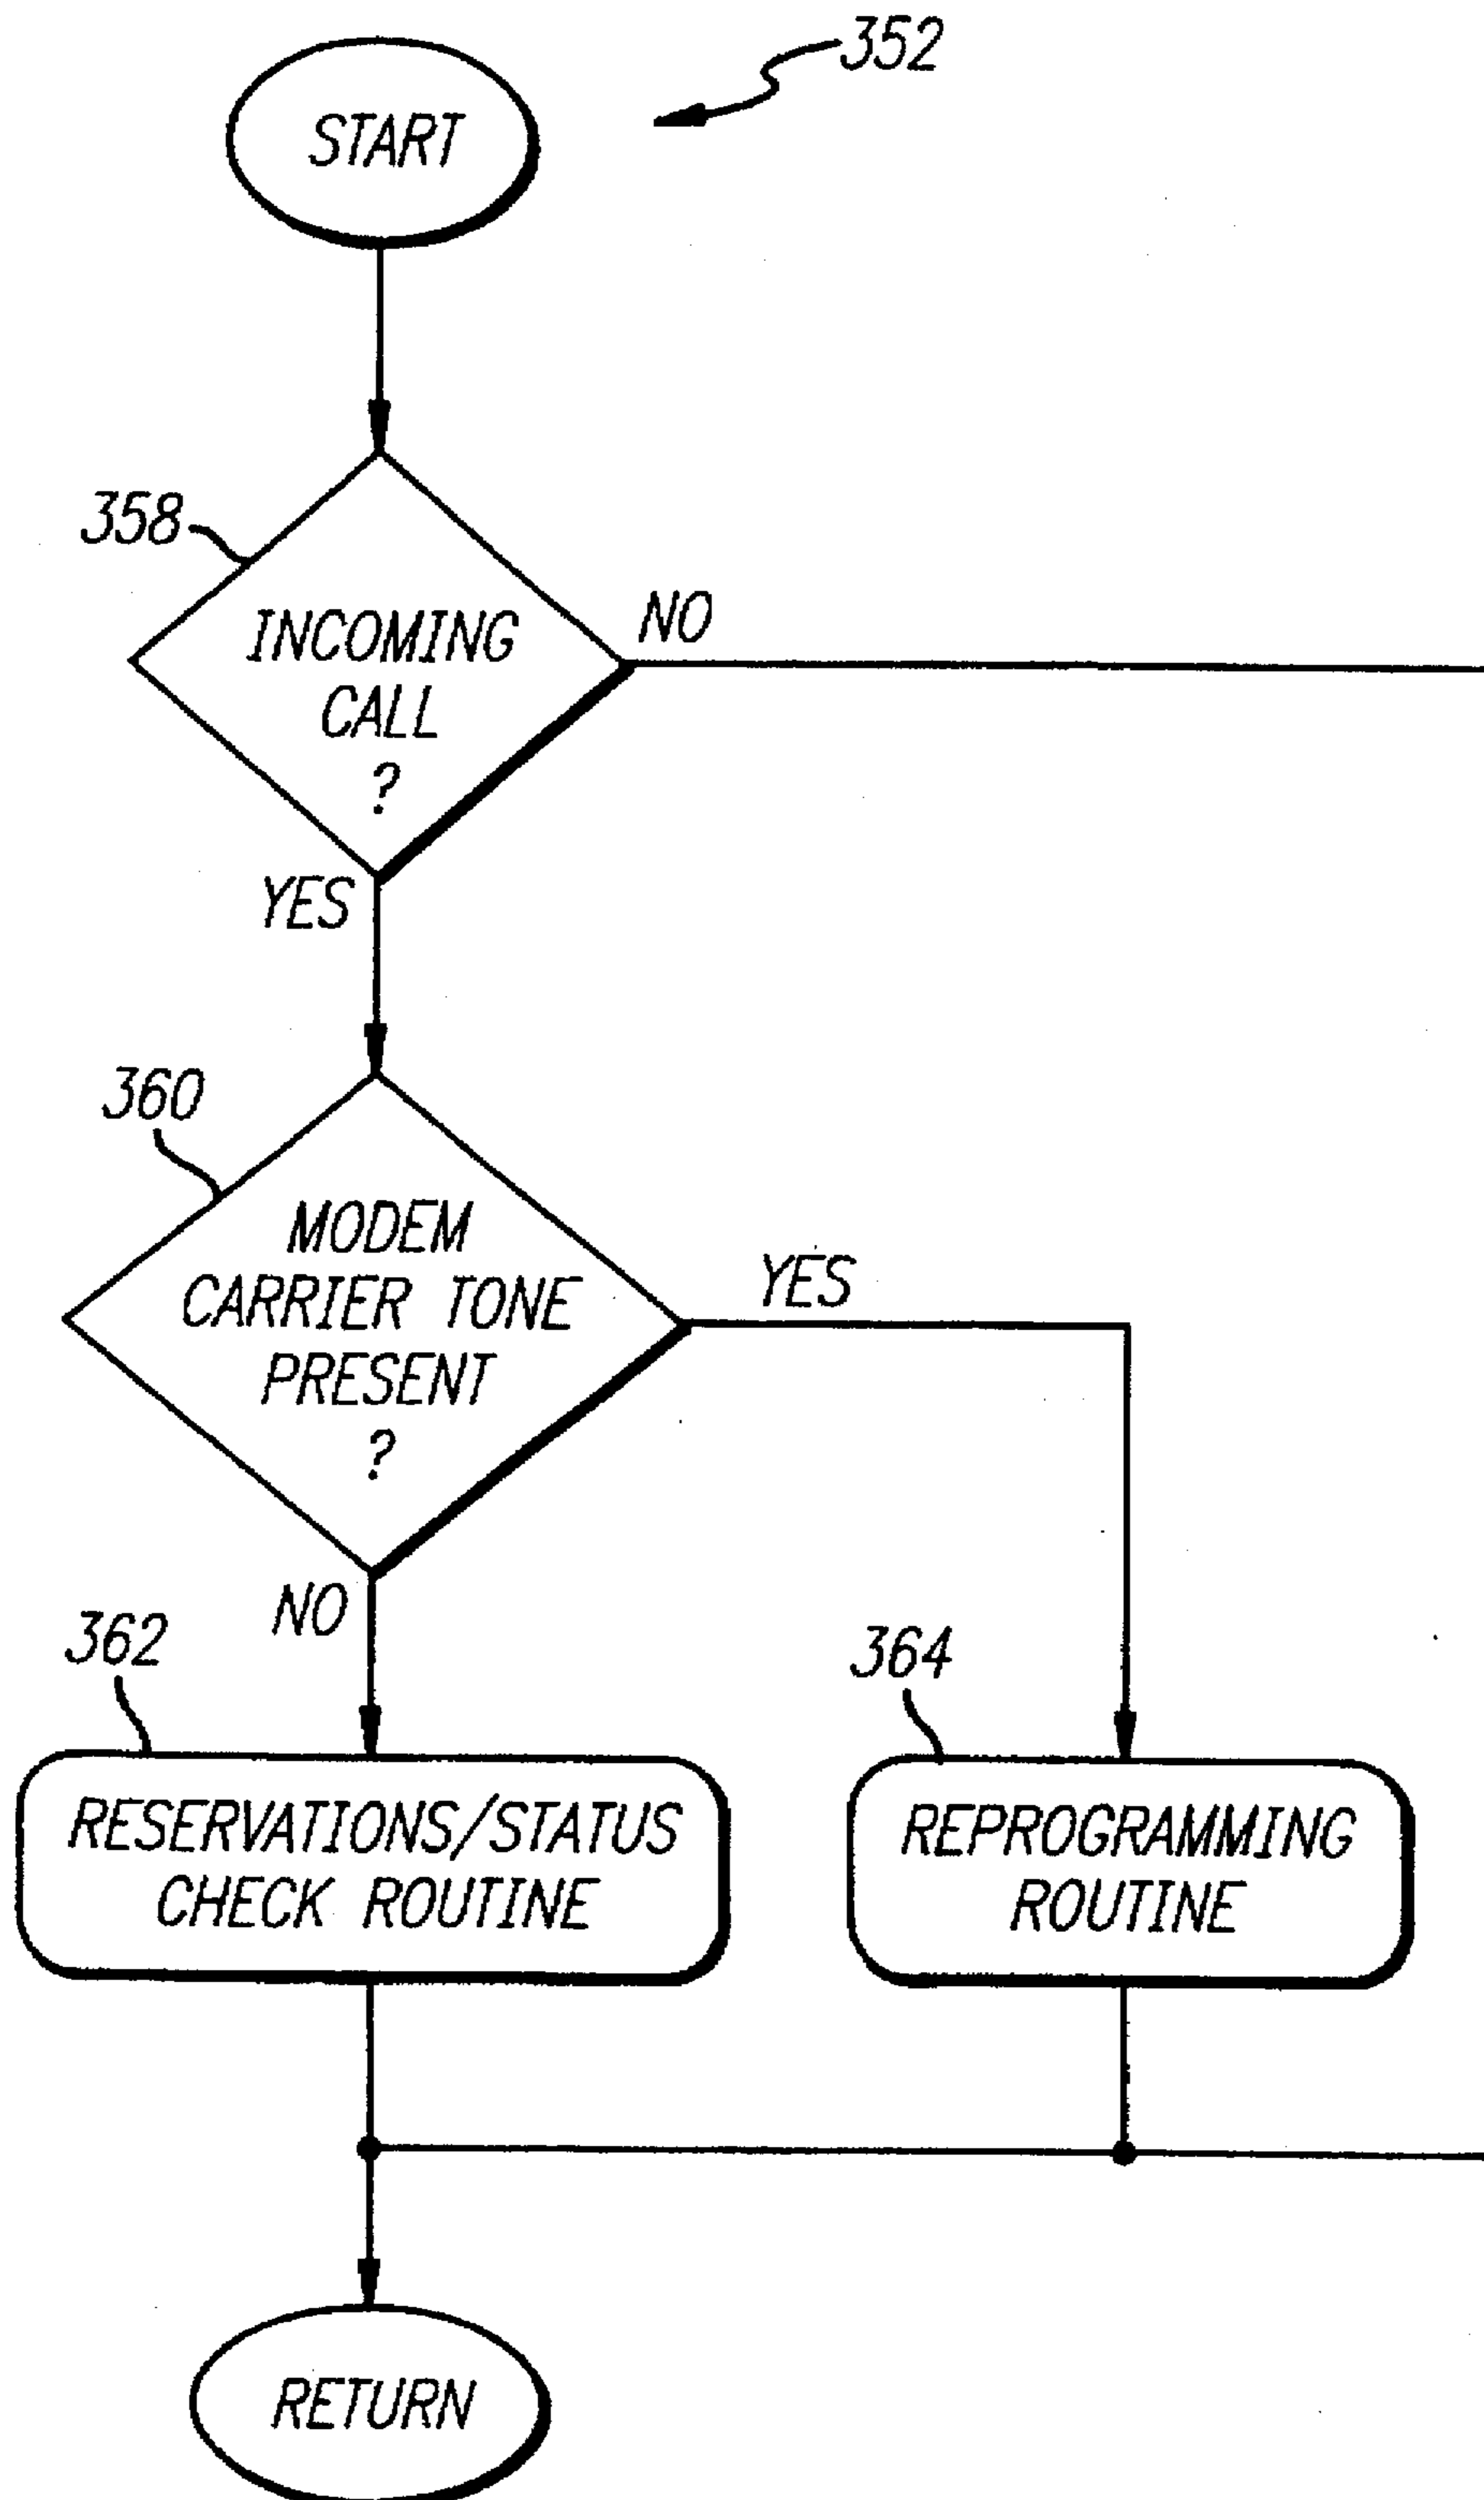 352
START
358
INCOMING
CALL
?
NO
YES
360
MODEM
CARRIER TONE
PRESENT
?
YES
NO
362
364
RESERVATIONS/STATUS
CHECK ROUTINE
REPROGRAMMING
ROUTINE
RETURN